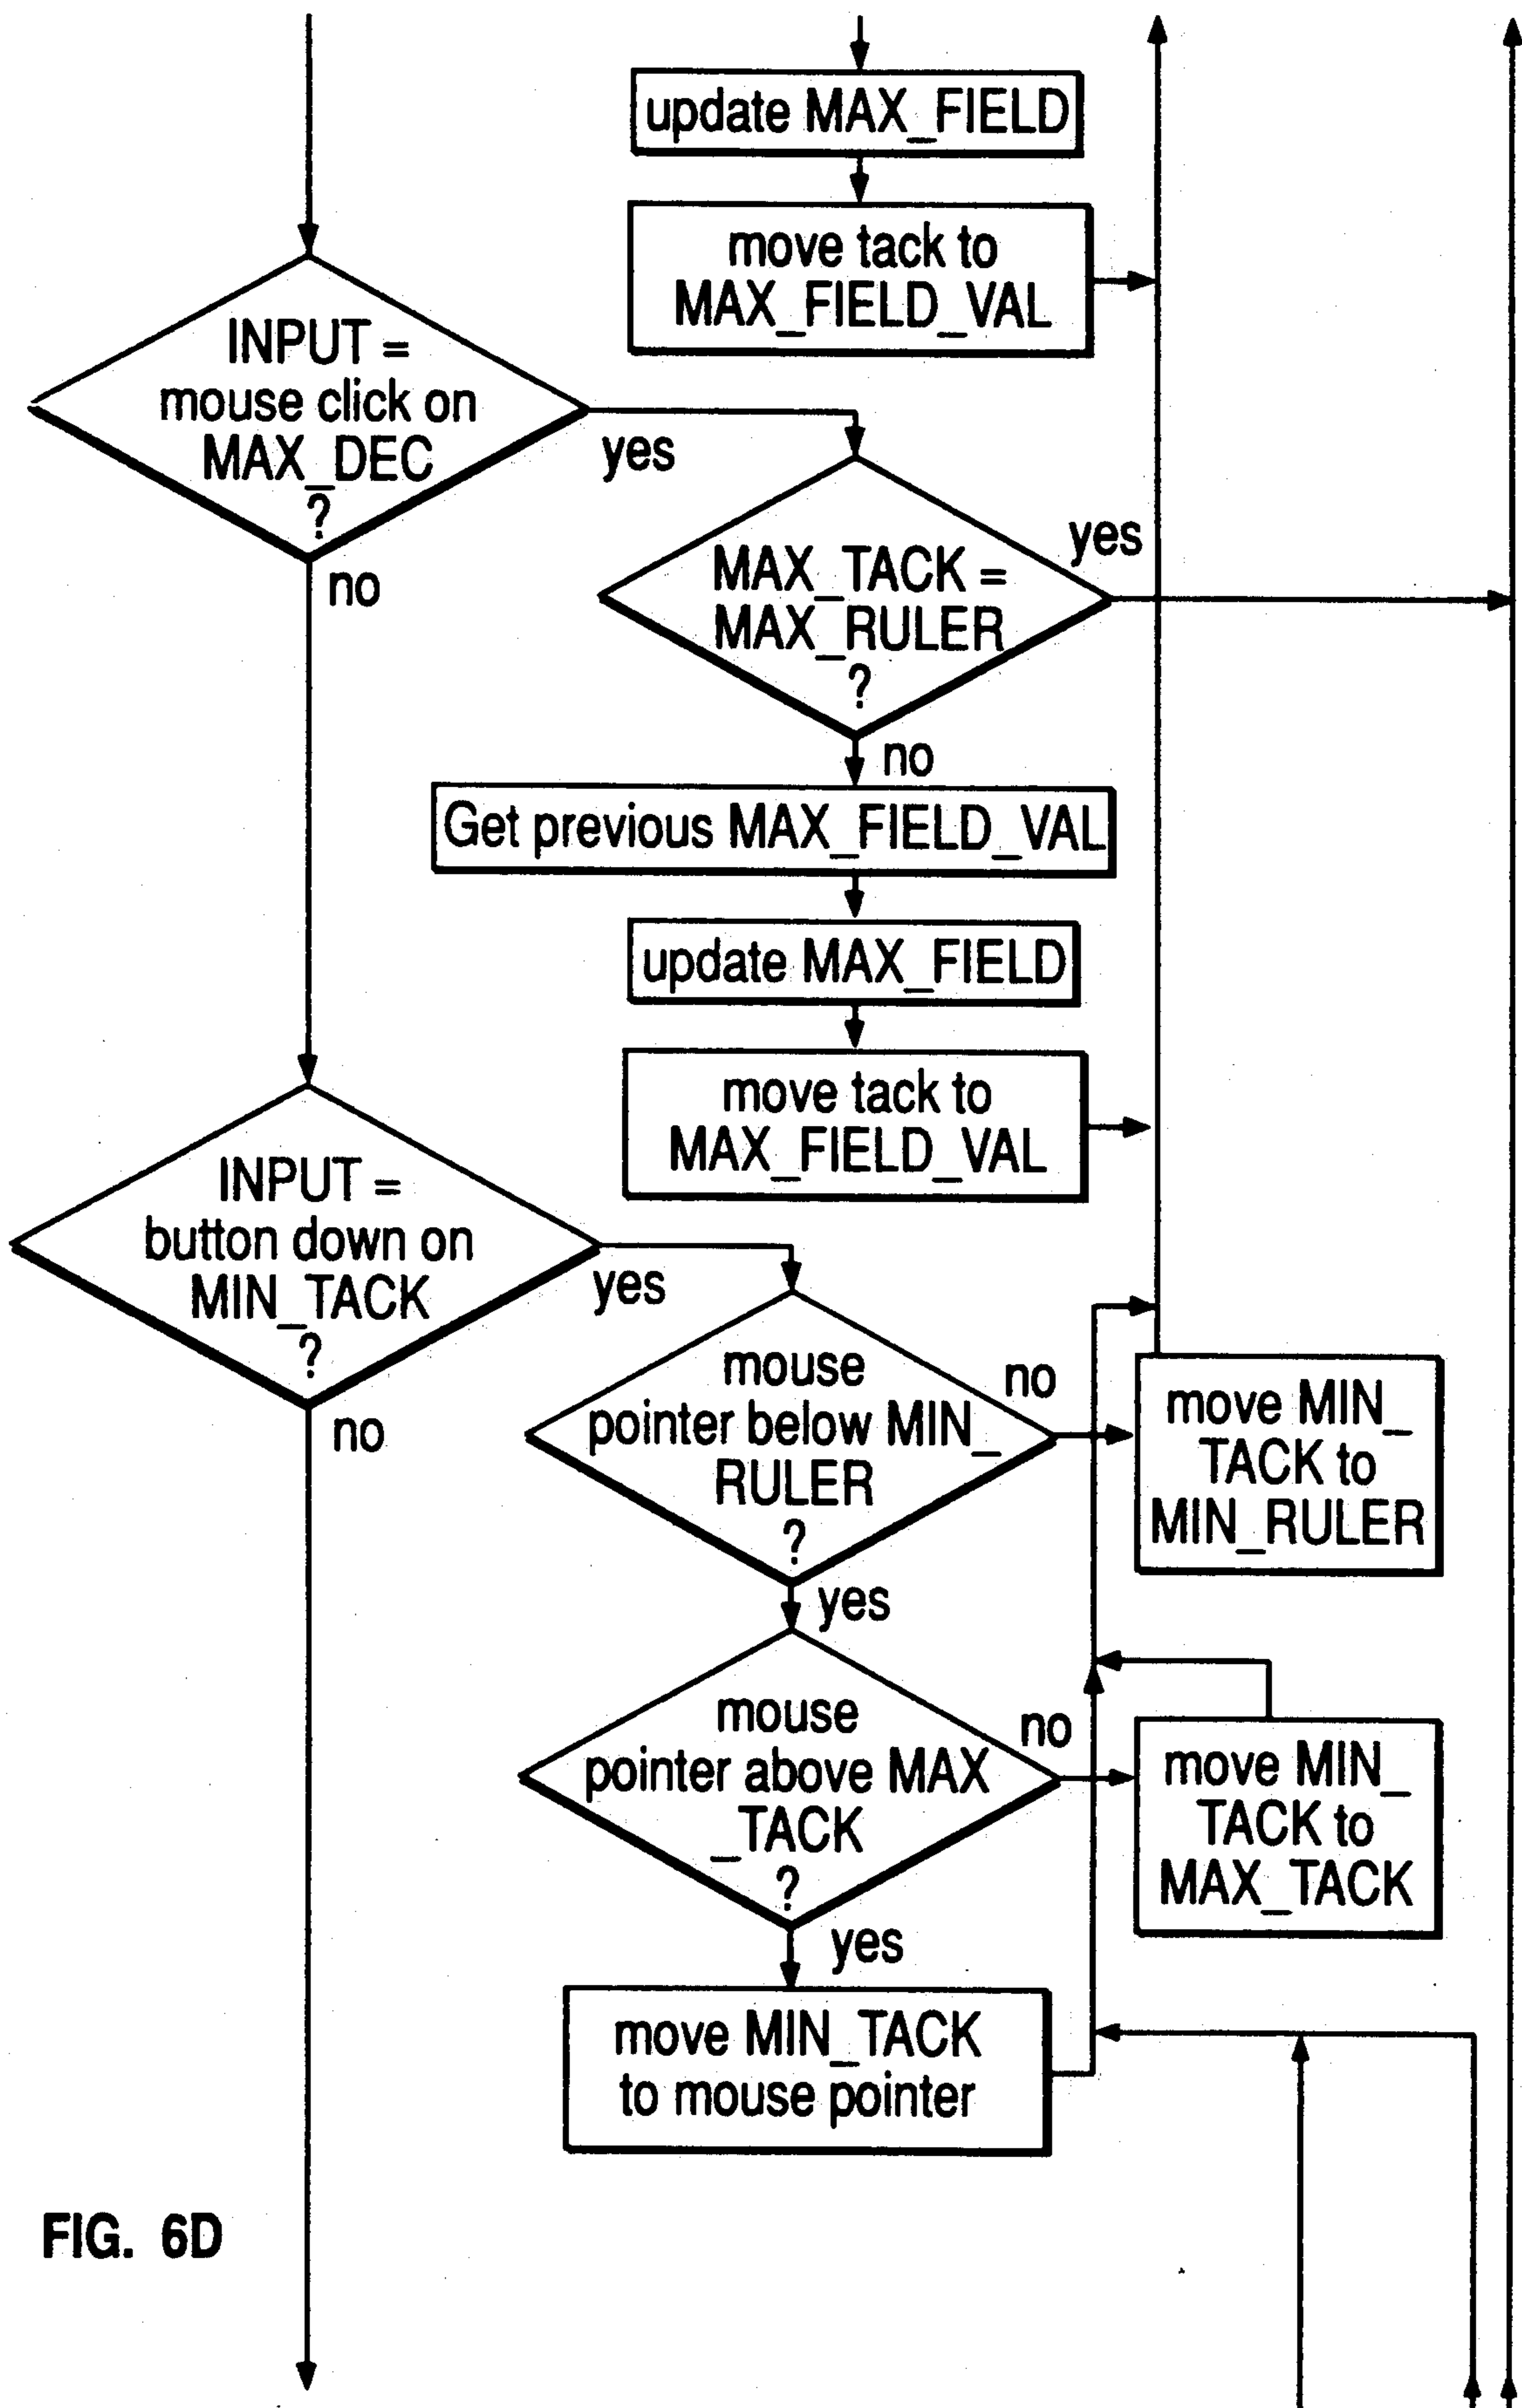 update MAX_FIELD
move tack to
MAX_FIELD_VAL
INPUT =
mouse click on
MAX_DEC
?
yes
no
MAX_TACK =
MAX_RULER
?
yes
no
Get previous MAX_FIELD_VAL
update MAX_FIELD
move tack to
MAX_FIELD_VAL
INPUT =
button down on
MIN_TACK
?
yes
no
mouse
pointer below MIN_
RULER
?
no
yes
move MIN_
TACK to
MIN_RULER
mouse
pointer above MAX
_TACK
?
no
yes
move MIN_
TACK to
MAX_TACK
move MIN_TACK
to mouse pointer
FIG. 6D